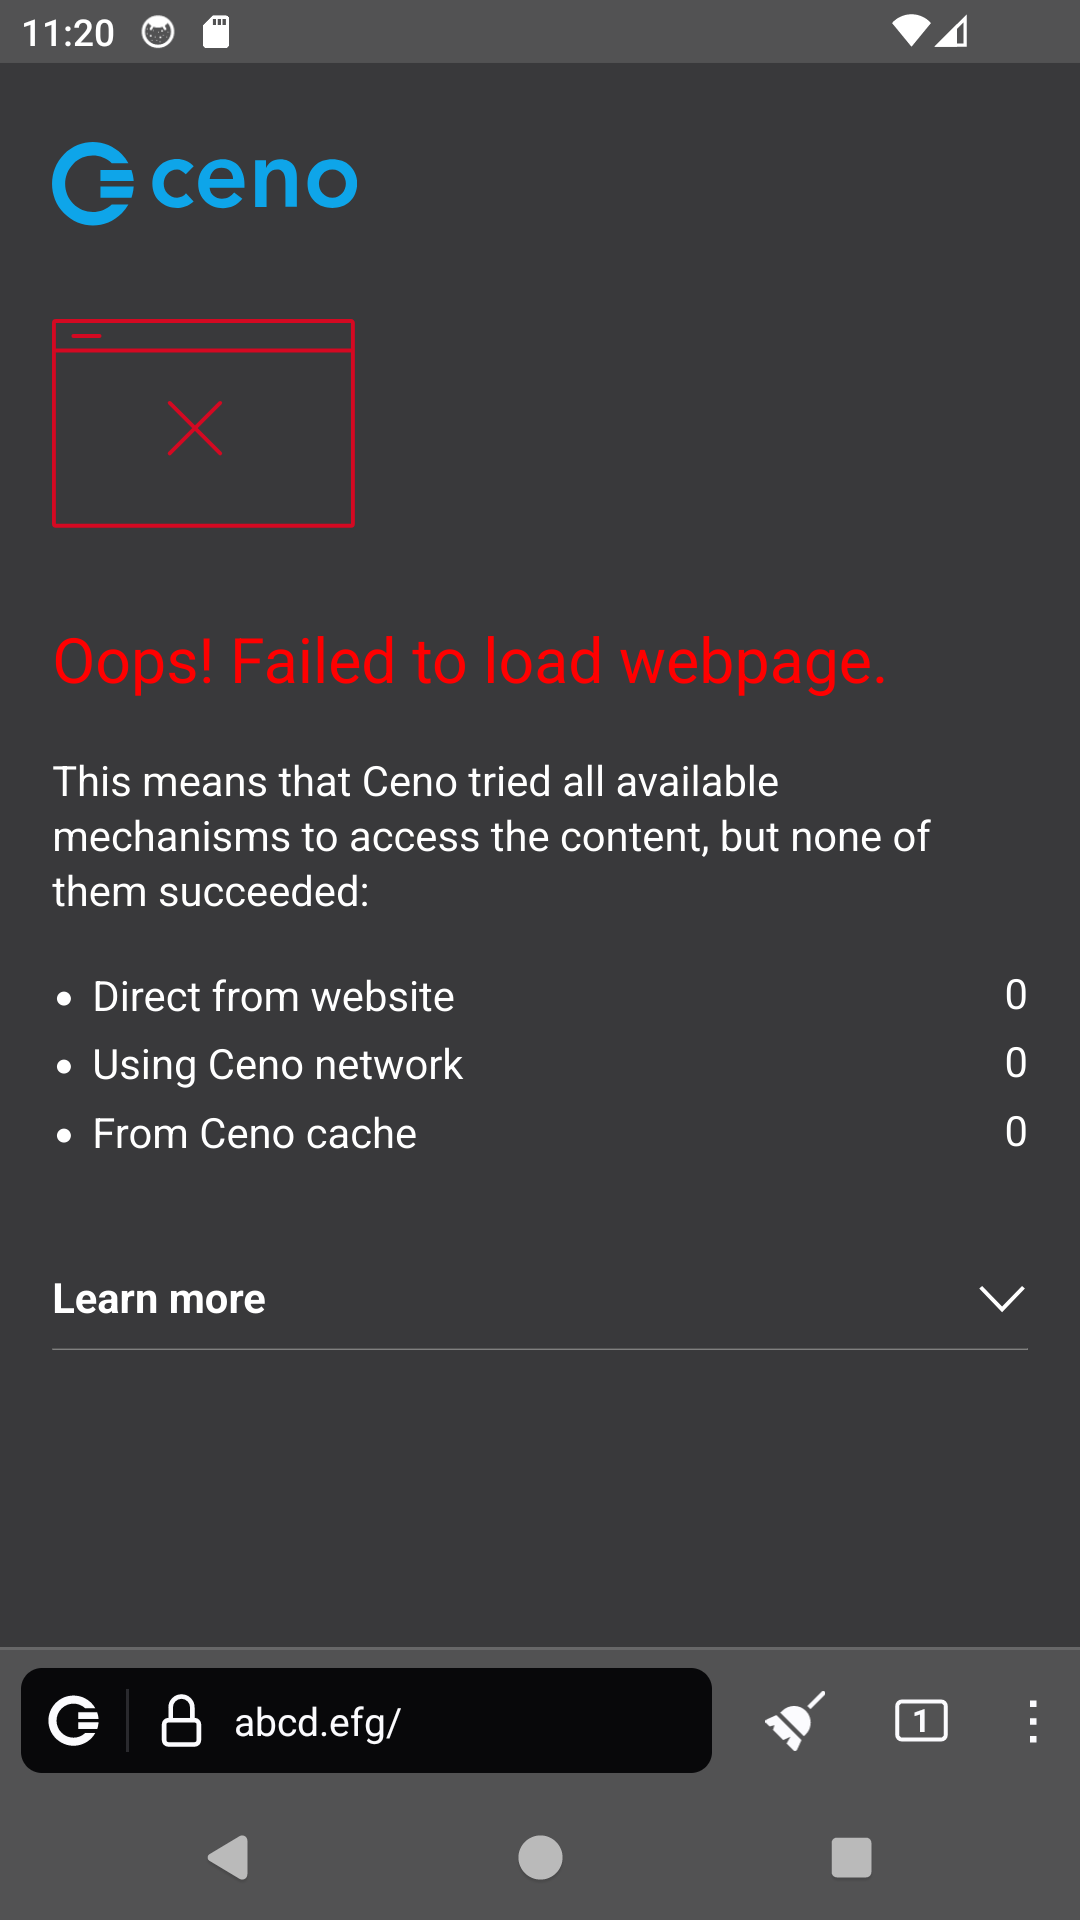 11:20
ceno
Oops! Failed to load webpage.
This means that Ceno tried all available
mechanisms to access the content, but none of
them succeeded:
• Direct from website 0
• Using Ceno network 0
• From Ceno cache 0
Learn more
abcd.efg/
1